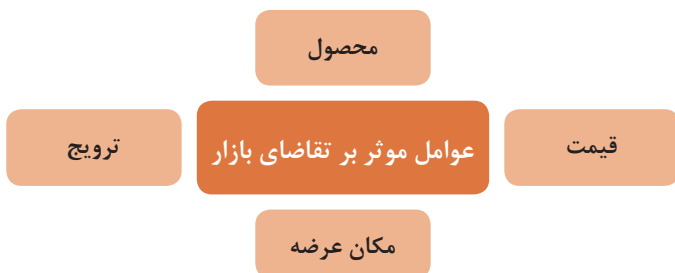 محصول
قیمت
عوامل موثر بر تقاضای بازار
ترویج
مکان عرضه